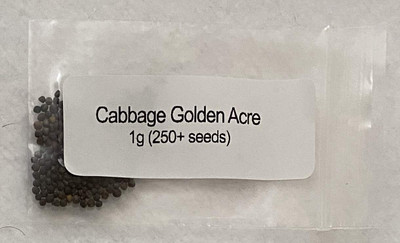 Cabbage Golden Acre
1g (250+ seeds)